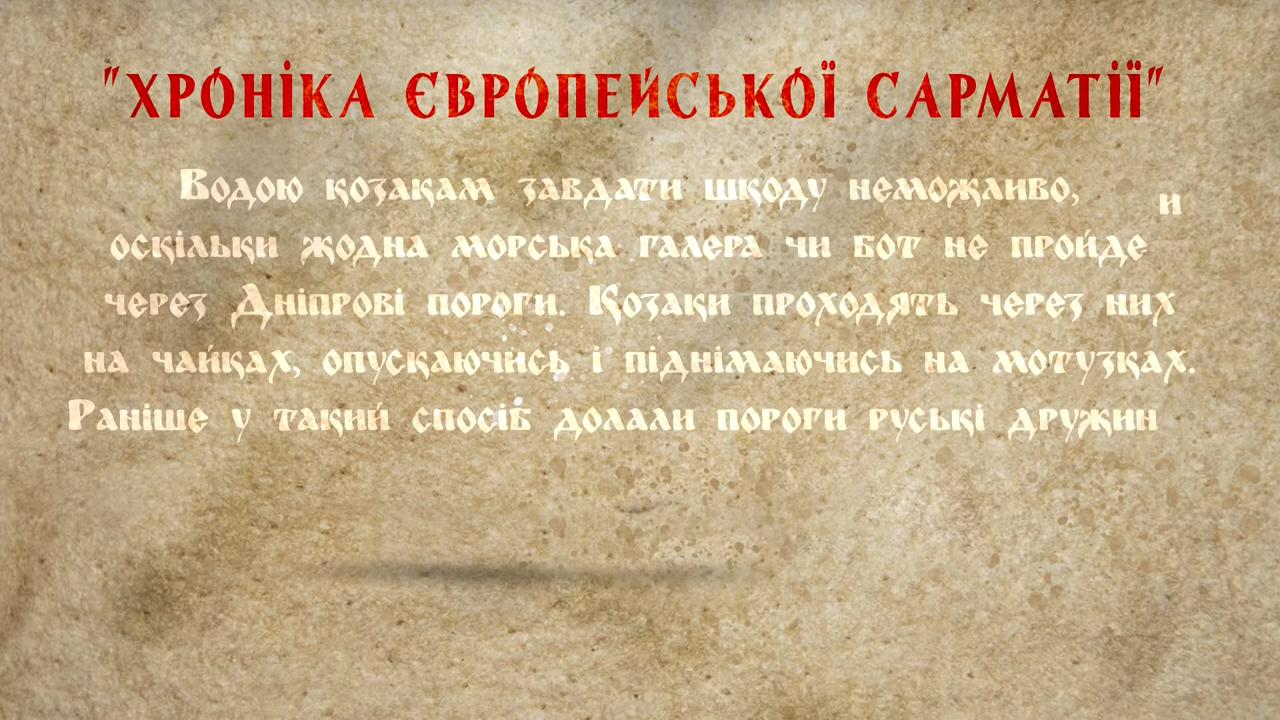 "ХРОНІКА ЄВРОПЕЙСЬКОЇ САРМАТІЇ"
Водою козакам завдати шкоду неможливо,
оскільки жодна морська галера чи бот не пройде
через Дніпрові пороги. Козаки проходять через них
на чайках, опускаючись і піднімаючись на мотузках.
Раніше у такий спосіб долали пороги руські дружин
и